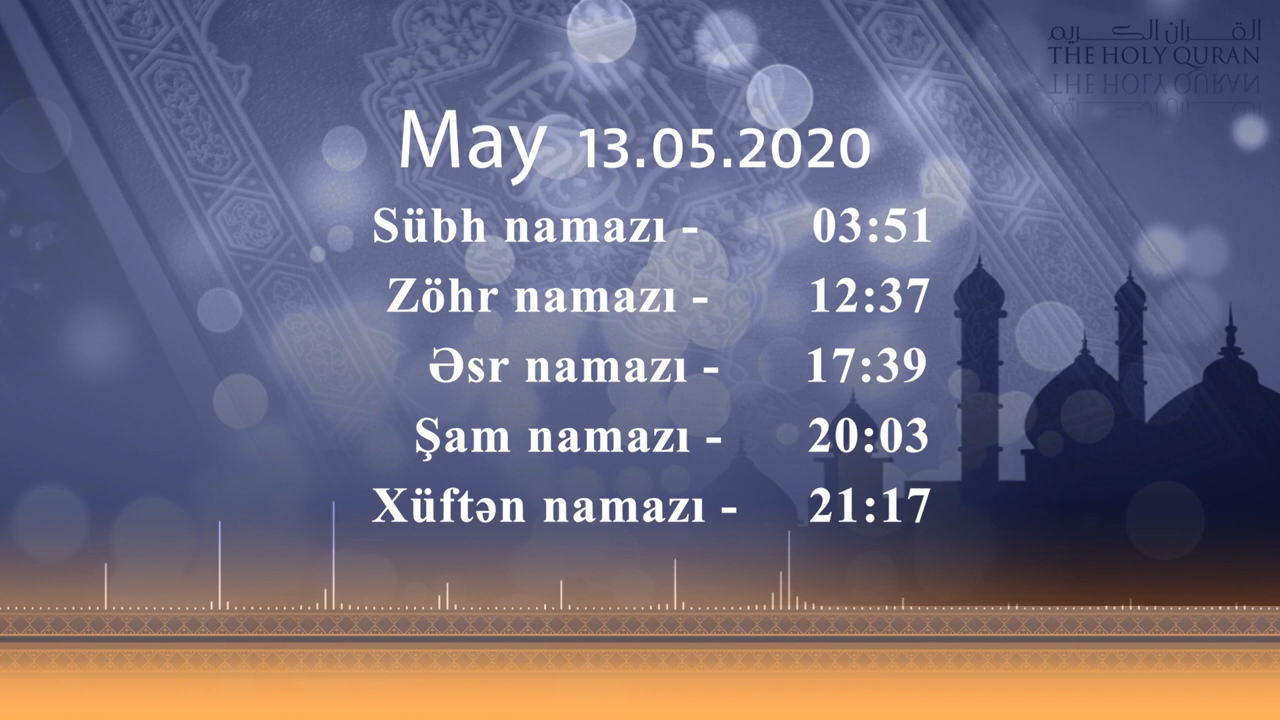 القرآن الكريم
THE HOLY QURAN
May 13.05.2020
Sübh namazı - 03:51
Zöhr namazı - 12:37
Əsr namazı - 17:39
Şam namazı - 20:03
Xüftən namazı - 21:17